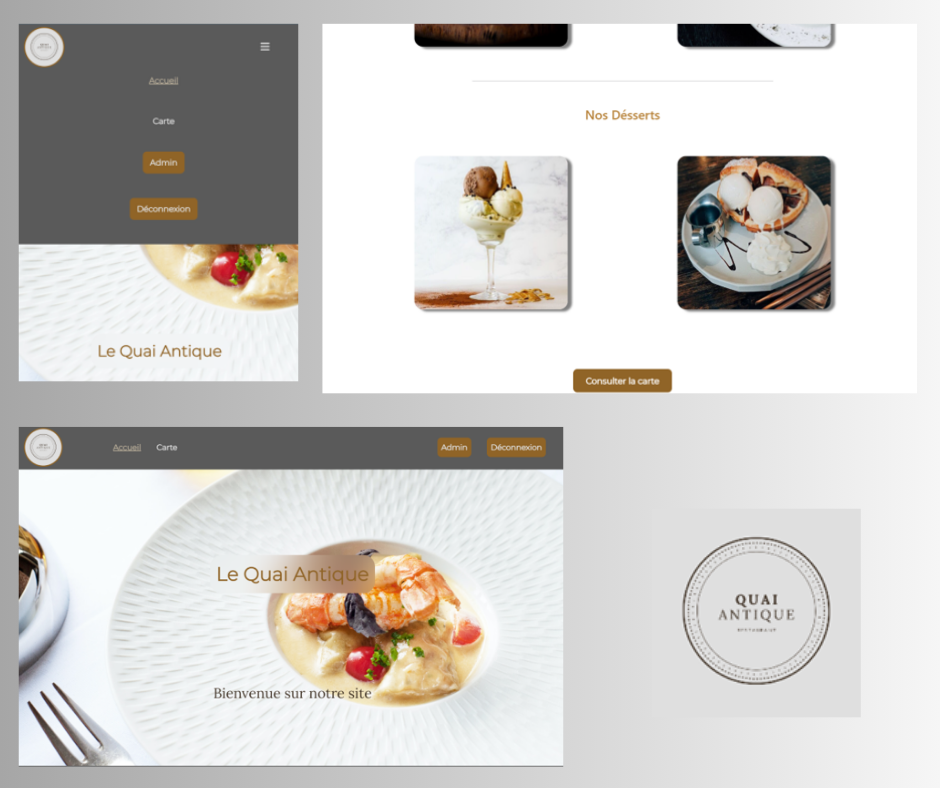 Accueil
Carte
Admin
Déconnexion
Le Quai Antique
Nos Désserts
Consulter la carte
Accueil Carte Admin Déconnexion
Le Quai Antique
Bienvenue sur notre site
QUAI
ANTIQUE